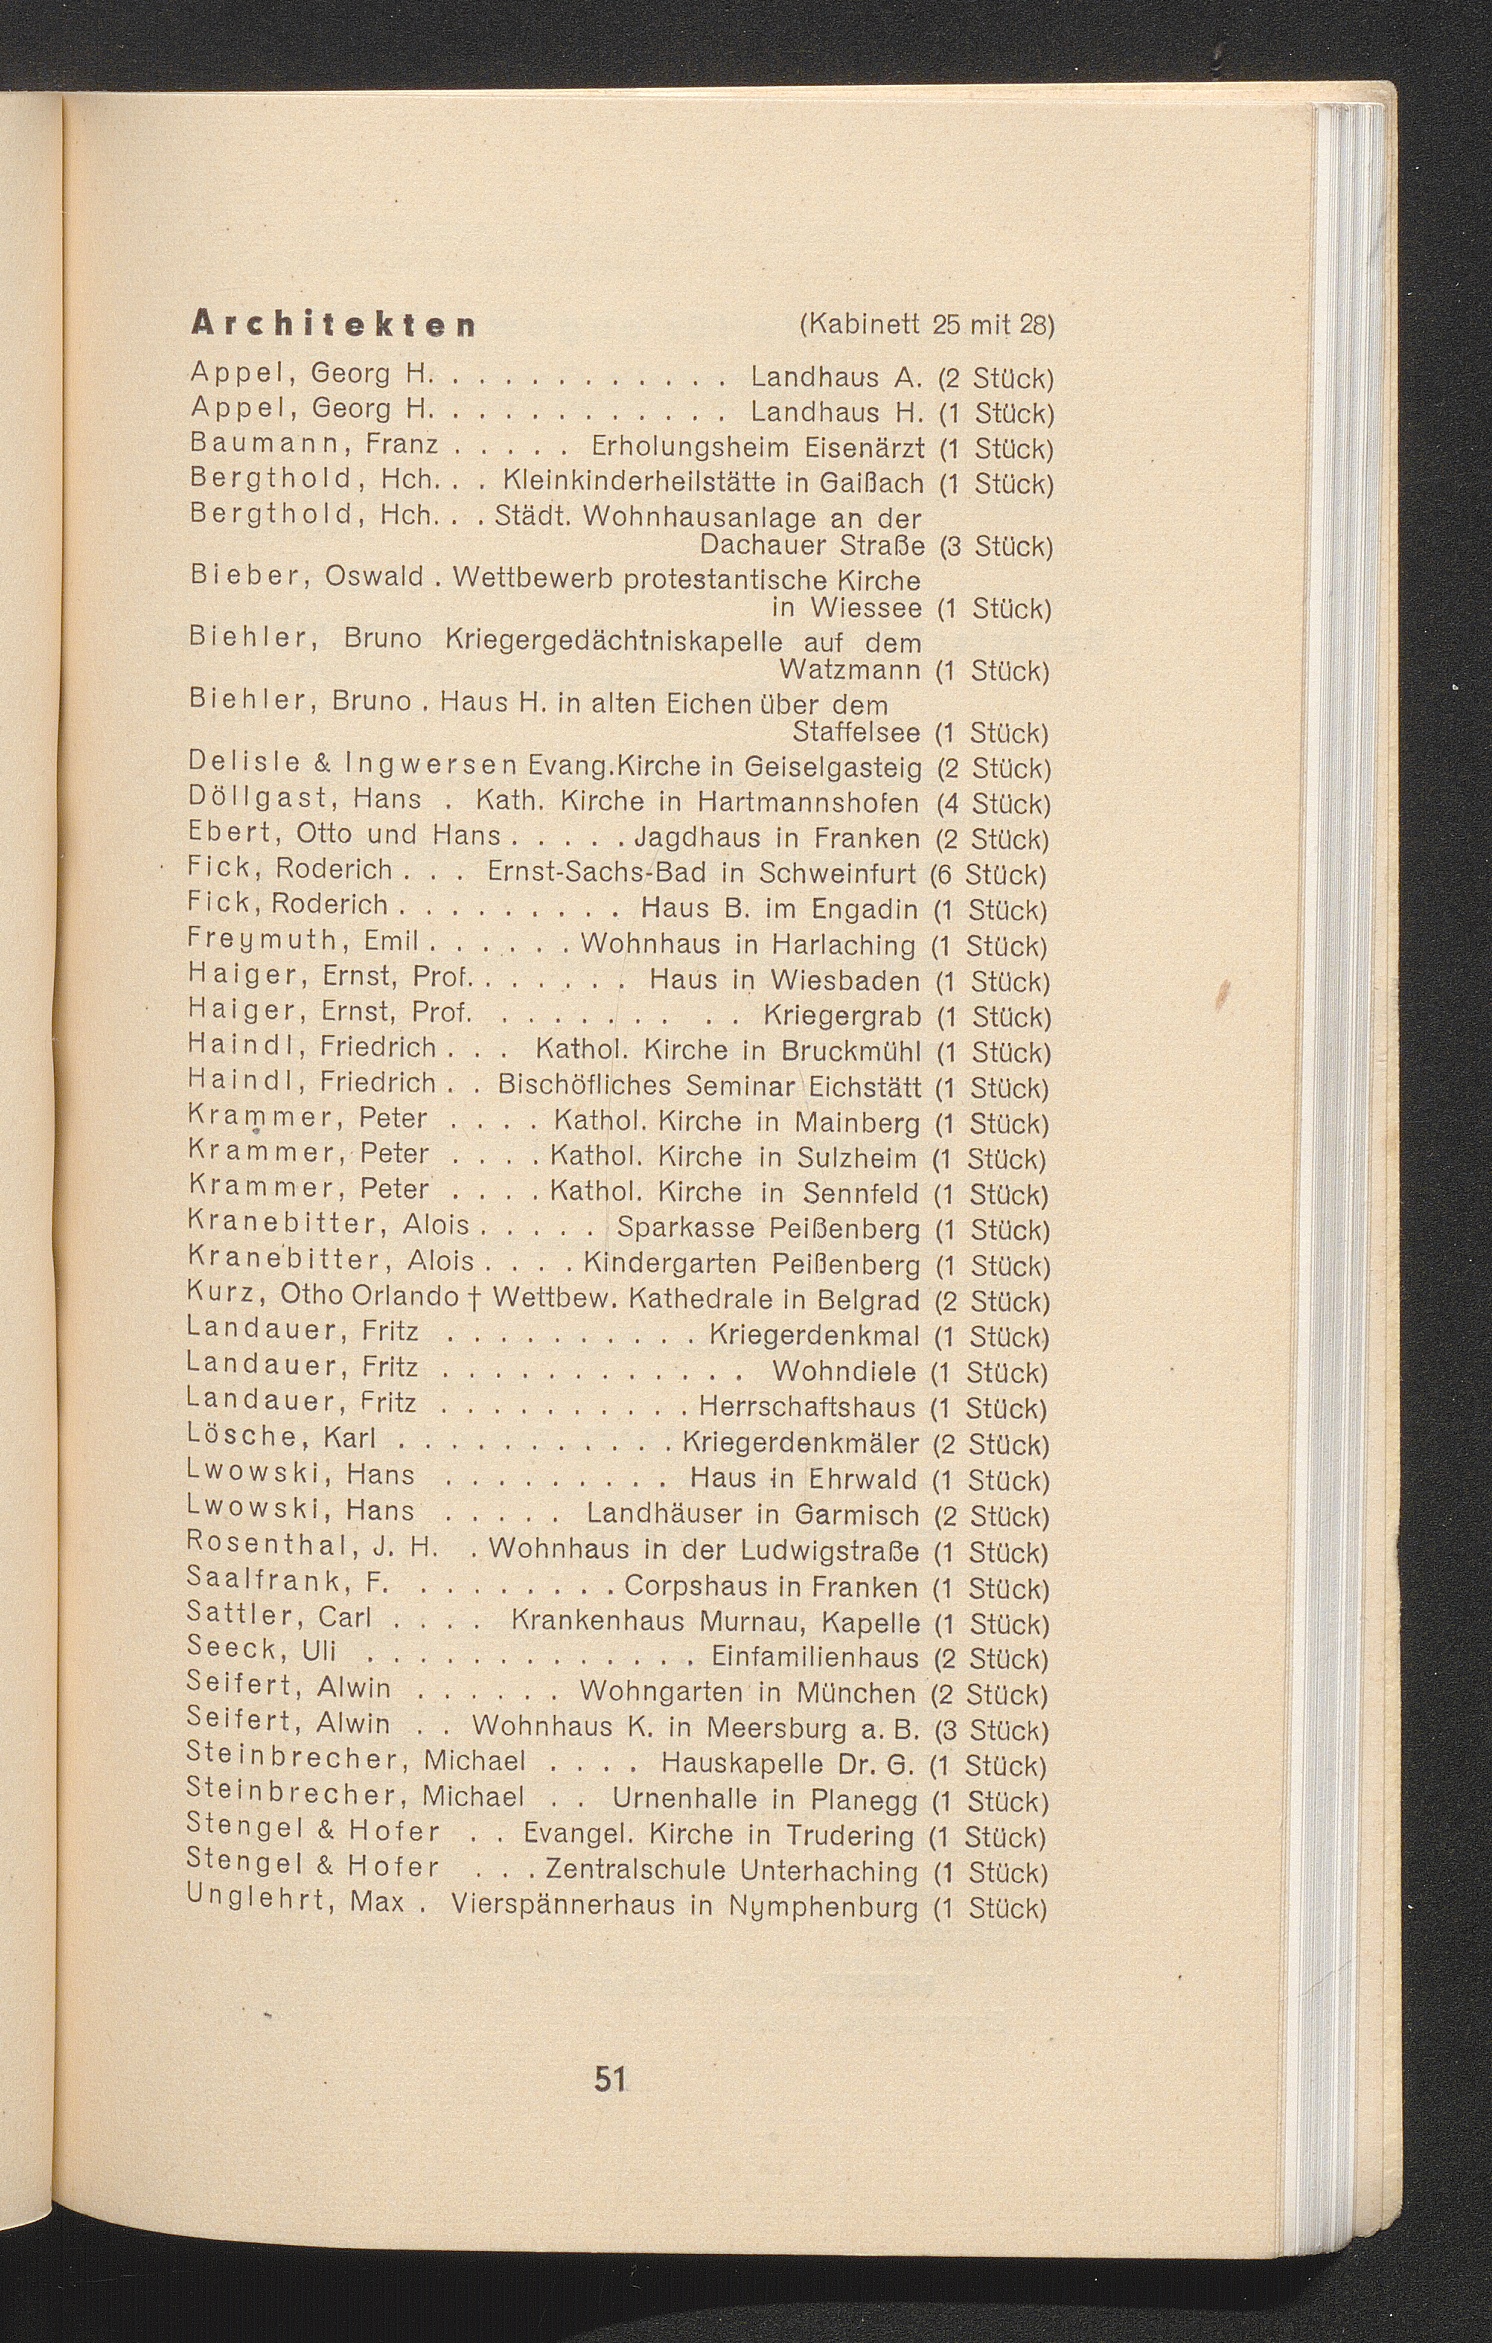 Architekten (Kabinett 25 mit 28)
Appel, Georg H. . . . . . . . . . . . Landhaus A. (2 Stück)
Appel, Georg H. . . . . . . . . . . . Landhaus H. (1 Stück)
Baumann, Franz . . . . . Erholungsheim Eisenärzt (1 Stück)
Bergthold, Hch. . . Kleinkinderheilstätte in Gaißach (1 Stück)
Bergthold, Hch. . . Städt. Wohnhausanlage an der
Dachauer Straße (3 Stück)
Bieber, Oswald . Wettbewerb protestantische Kirche
in Wiessee (1 Stück)
Biehler, Bruno Kriegergedächtniskapelle auf dem
Watzmann (1 Stück)
Biehler, Bruno . Haus H. in alten Eichen über dem
Staffelsee (1 Stück)
Delisle & Ingwersen Evang.Kirche in Geiselgasteig (2 Stück)
Döllgast, Hans . Kath. Kirche in Hartmannshofen (4 Stück)
Ebert, Otto und Hans . . . . . Jagdhaus in Franken (2 Stück)
Fick, Roderich . . . Ernst-Sachs-Bad in Schweinfurt (6 Stück)
Fick, Roderich . . . . . . . . . Haus B. im Engadin (1 Stück)
Freymuth, Emil . . . . . . Wohnhaus in Harlaching (1 Stück)
Haiger, Ernst, Prof. . . . . . . Haus in Wiesbaden (1 Stück)
Haiger, Ernst, Prof. . . . . . . . . . Kriegergrab (1 Stück)
Haindl, Friedrich . . . Kathol. Kirche in Bruckmühl (1 Stück)
Haindl, Friedrich . . Bischöfliches Seminar Eichstätt (1 Stück)
Krammer, Peter . . . . Kathol. Kirche in Mainberg (1 Stück)
Krammer, Peter . . . . Kathol. Kirche in Sulzheim (1 Stück)
Krammer, Peter . . . . Kathol. Kirche in Sennfeld (1 Stück)
Kranebitter, Alois . . . . . Sparkasse Peißenberg (1 Stück)
Kranebitter, Alois . . . . Kindergarten Peißenberg (1 Stück)
Kurz, Otho Orlando † Wettbew. Kathedrale in Belgrad (2 Stück)
Landauer, Fritz . . . . . . . . . . Kriegerdenkmal (1 Stück)
Landauer, Fritz . . . . . . . . . . . . Wohndiele (1 Stück)
Landauer, Fritz . . . . . . . . . . Herrschaftshaus (1 Stück)
Lösche, Karl . . . . . . . . . . . Kriegerdenkmäler (2 Stück)
Lwowski, Hans . . . . . . . . . Haus in Ehrwald (1 Stück)
Lwowski, Hans . . . . . Landhäuser in Garmisch (2 Stück)
Rosenthal, J. H. . Wohnhaus in der Ludwigstraße (1 Stück)
Saalfrank, F. . . . . . . . . Corpshaus in Franken (1 Stück)
Sattler, Carl . . . . Krankenhaus Murnau, Kapelle (1 Stück)
Seeck, Uli . . . . . . . . . . . . . Einfamilienhaus (2 Stück)
Seifert, Alwin . . . . . . Wohngarten in München (2 Stück)
Seifert, Alwin . . Wohnhaus K. in Meersburg a. B. (3 Stück)
Steinbrecher, Michael . . . . Hauskapelle Dr. G. (1 Stück)
Steinbrecher, Michael . . Urnenhalle in Planegg (1 Stück)
Stengel & Hofer . . Evangel. Kirche in Trudering (1 Stück)
Stengel & Hofer . . . Zentralschule Unterhaching (1 Stück)
Unglehrt, Max . Vierspännerhaus in Nymphenburg (1 Stück)
51